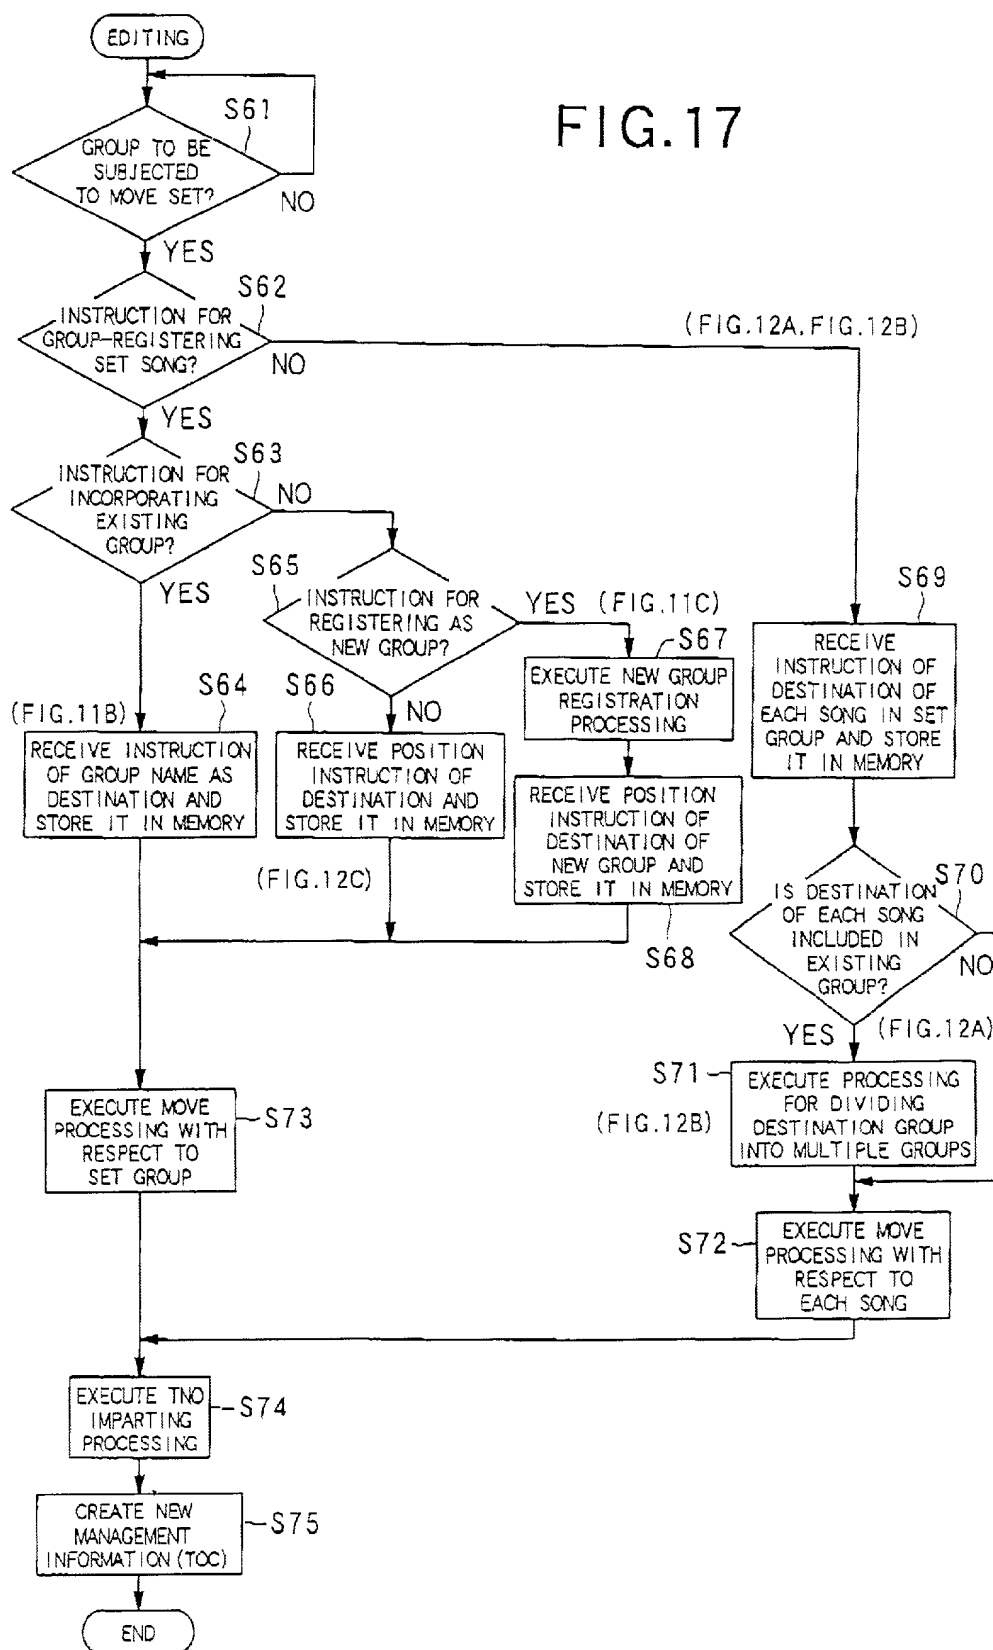 EDITING
FIG.17
S61
GROUP TO BE
SUBJECTED
TO MOVE SET?
NO
YES
S62
INSTRUCTION FOR
GROUP-REGISTERING
SET SONG?
NO
(FIG.12A,FIG.12B)
YES
S63
INSTRUCTION FOR
INCORPORATING
EXISTING
GROUP?
NO
YES
S65
INSTRUCTION FOR
REGISTERING AS
NEW GROUP?
YES (FIG.11C)
NO
S67
EXECUTE NEW GROUP
REGISTRATION
PROCESSING
S69
RECEIVE
INSTRUCTION OF
DESTINATION OF
EACH SONG IN SET
GROUP AND STORE
IT IN MEMORY
(FIG.11B)
S64
RECEIVE INSTRUCTION
OF GROUP NAME AS
DESTINATION AND
STORE IT IN MEMORY
S66
RECEIVE POSITION
INSTRUCTION OF
DESTINATION AND
STORE IT IN MEMORY
(FIG.12C)
RECEIVE POSITION
INSTRUCTION OF
DESTINATION OF
NEW GROUP AND
STORE IT IN MEMORY
S68
S70
IS DESTINATION
OF EACH SONG
INCLUDED IN
EXISTING
GROUP?
NO
YES
(FIG.12A)
S71
(FIG.12B)
EXECUTE PROCESSING
FOR DIVIDING
DESTINATION GROUP
INTO MULTIPLE GROUPS
EXECUTE MOVE
PROCESSING WITH
RESPECT TO
SET GROUP
S73
S72
EXECUTE MOVE
PROCESSING WITH
RESPECT TO
EACH SONG
EXECUTE TNO
IMPARTING
PROCESSING
S74
CREATE NEW
MANAGEMENT
INFORMATION(TOC)
S75
END